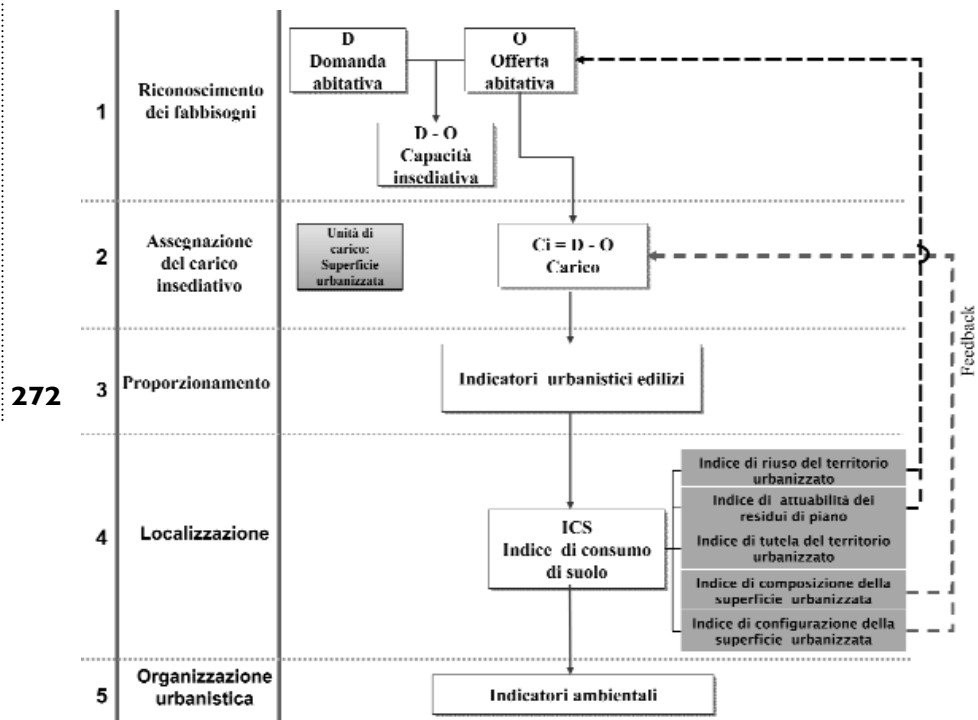 D
Domanda
abitativa
O
Offerta
abitativa
1
Riconoscimento
dei fabbisogni
D - O
Capacità
insediativa
2
Assegnazione
del carico
insediativo
Unità di
carico:
Superficie
urbanizzata
Ci = D - O
Carico
Feedback
272
3
Proporzionamento
Indicatori urbanistici edilizi
4
Localizzazione
ICS
Indice di consumo
di suolo
Indice di riuso del territorio
urbanizzato
Indice di attuabilità dei
residui di piano
Indice di tutela del territorio
urbanizzato
Indice di composizione della
superficie urbanizzata
Indice di configurazione della
superficie urbanizzata
5
Organizzazione
urbanistica
Indicatori ambientali